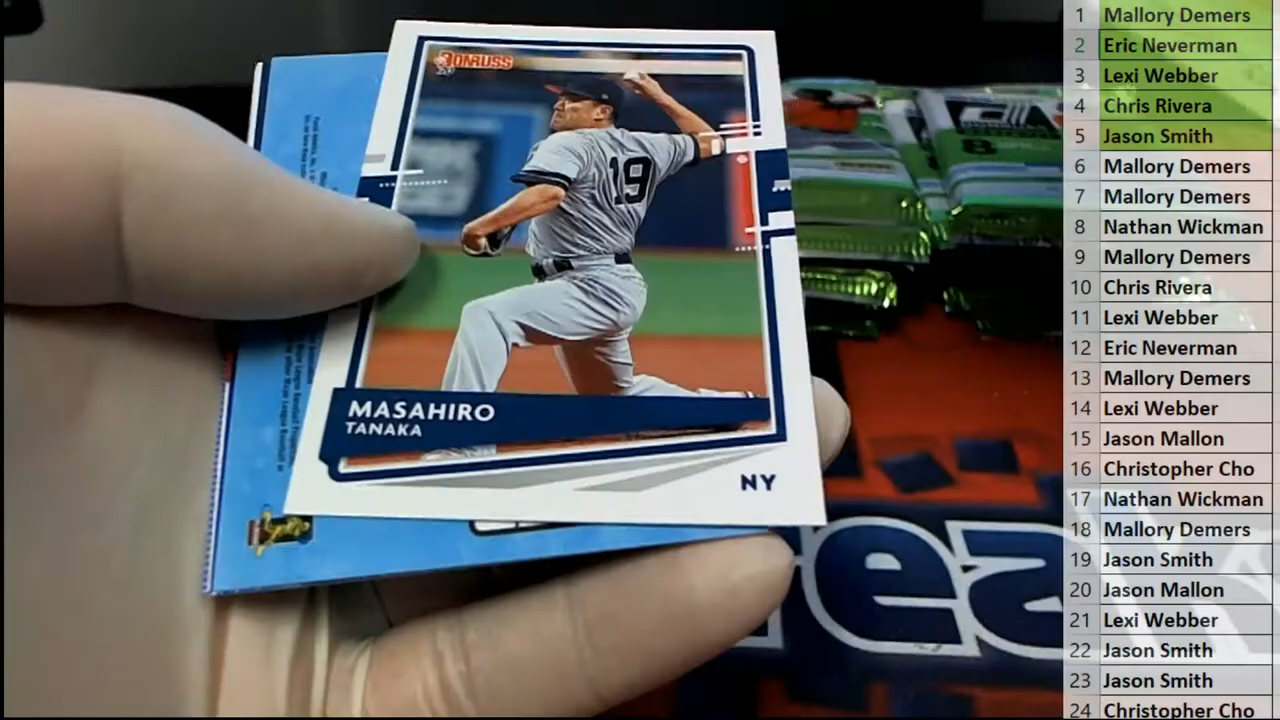 DONRUSS
19
MASAHIRO
TANAKA
NY
8
1 Mallory Demers
2 Eric Neverman
3 Lexi Webber
4 Chris Rivera
5 Jason Smith
6 Mallory Demers
7 Mallory Demers
8 Nathan Wickman
9 Mallory Demers
10 Chris Rivera
11 Lexi Webber
12 Eric Neverman
13 Mallory Demers
14 Lexi Webber
15 Jason Mallon
16 Christopher Cho
17 Nathan Wickman
18 Mallory Demers
19 Jason Smith
20 Jason Mallon
21 Lexi Webber
22 Jason Smith
23 Jason Smith
24 Christopher Cho